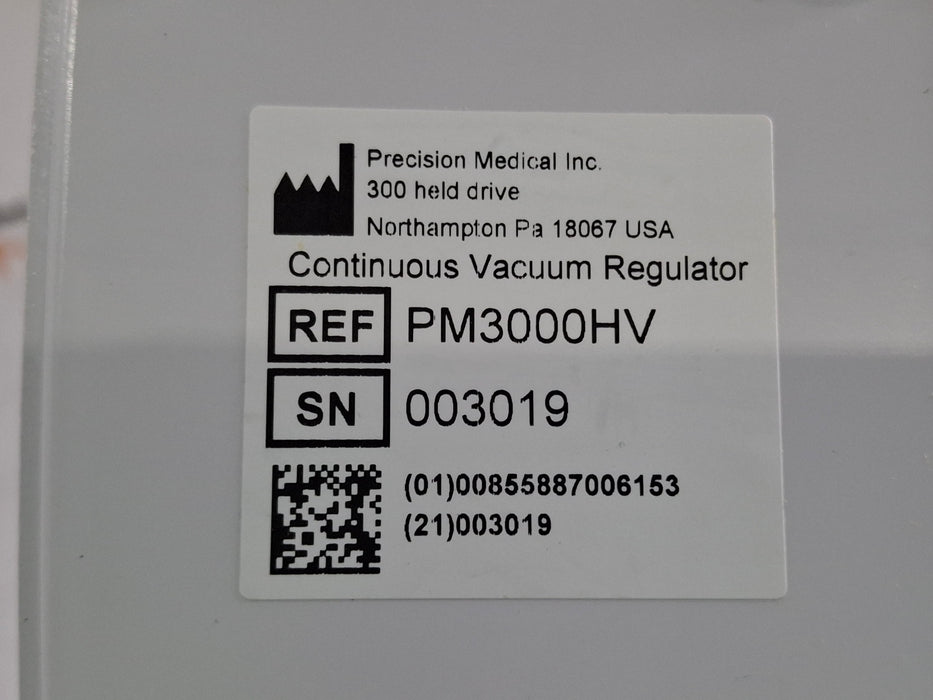 Precision Medical Inc.
300 held drive
Northampton Pa 18067 USA
Continuous Vacuum Regulator
REF PM3000HV
SN 003019
(01)00855887006153
(21)003019